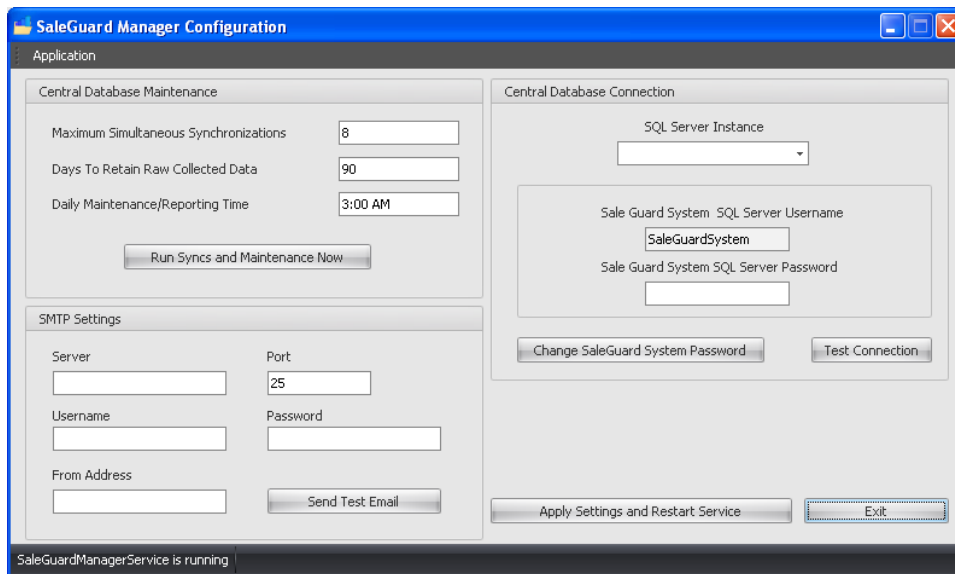 SaleGuard Manager Configuration
Application
Central Database Maintenance
Maximum Simultaneous Synchronizations 8
Days To Retain Raw Collected Data 90
Daily Maintenance/Reporting Time 3:00 AM
Run Syncs and Maintenance Now
SMTP Settings
Server Port
25
Username Password
From Address
Send Test Email
Central Database Connection
SQL Server Instance
Sale Guard System SQL Server Username
SaleGuardSystem
Sale Guard System SQL Server Password
Change SaleGuard System Password Test Connection
Apply Settings and Restart Service Exit
SaleGuardManagerService is running